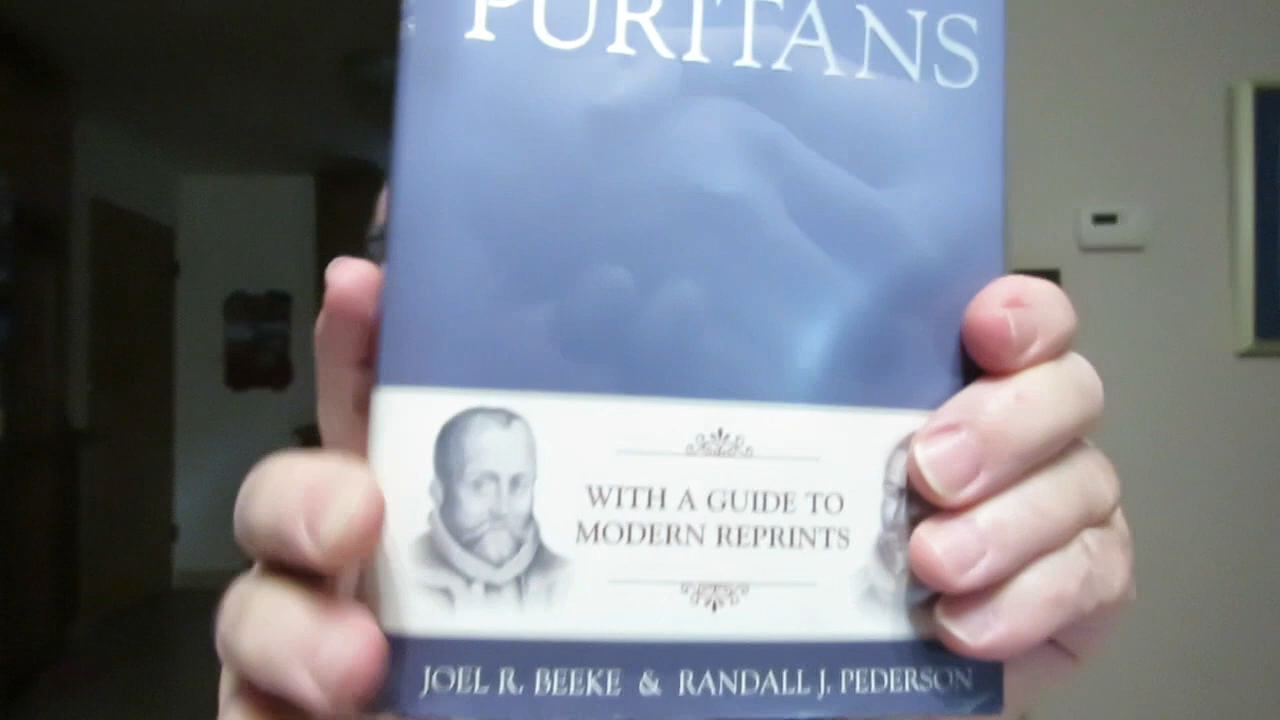 PURITANS
WITH A GUIDE TO
MODERN REPRINTS
JOEL R. BEEKE & RANDALL J. PEDERSON